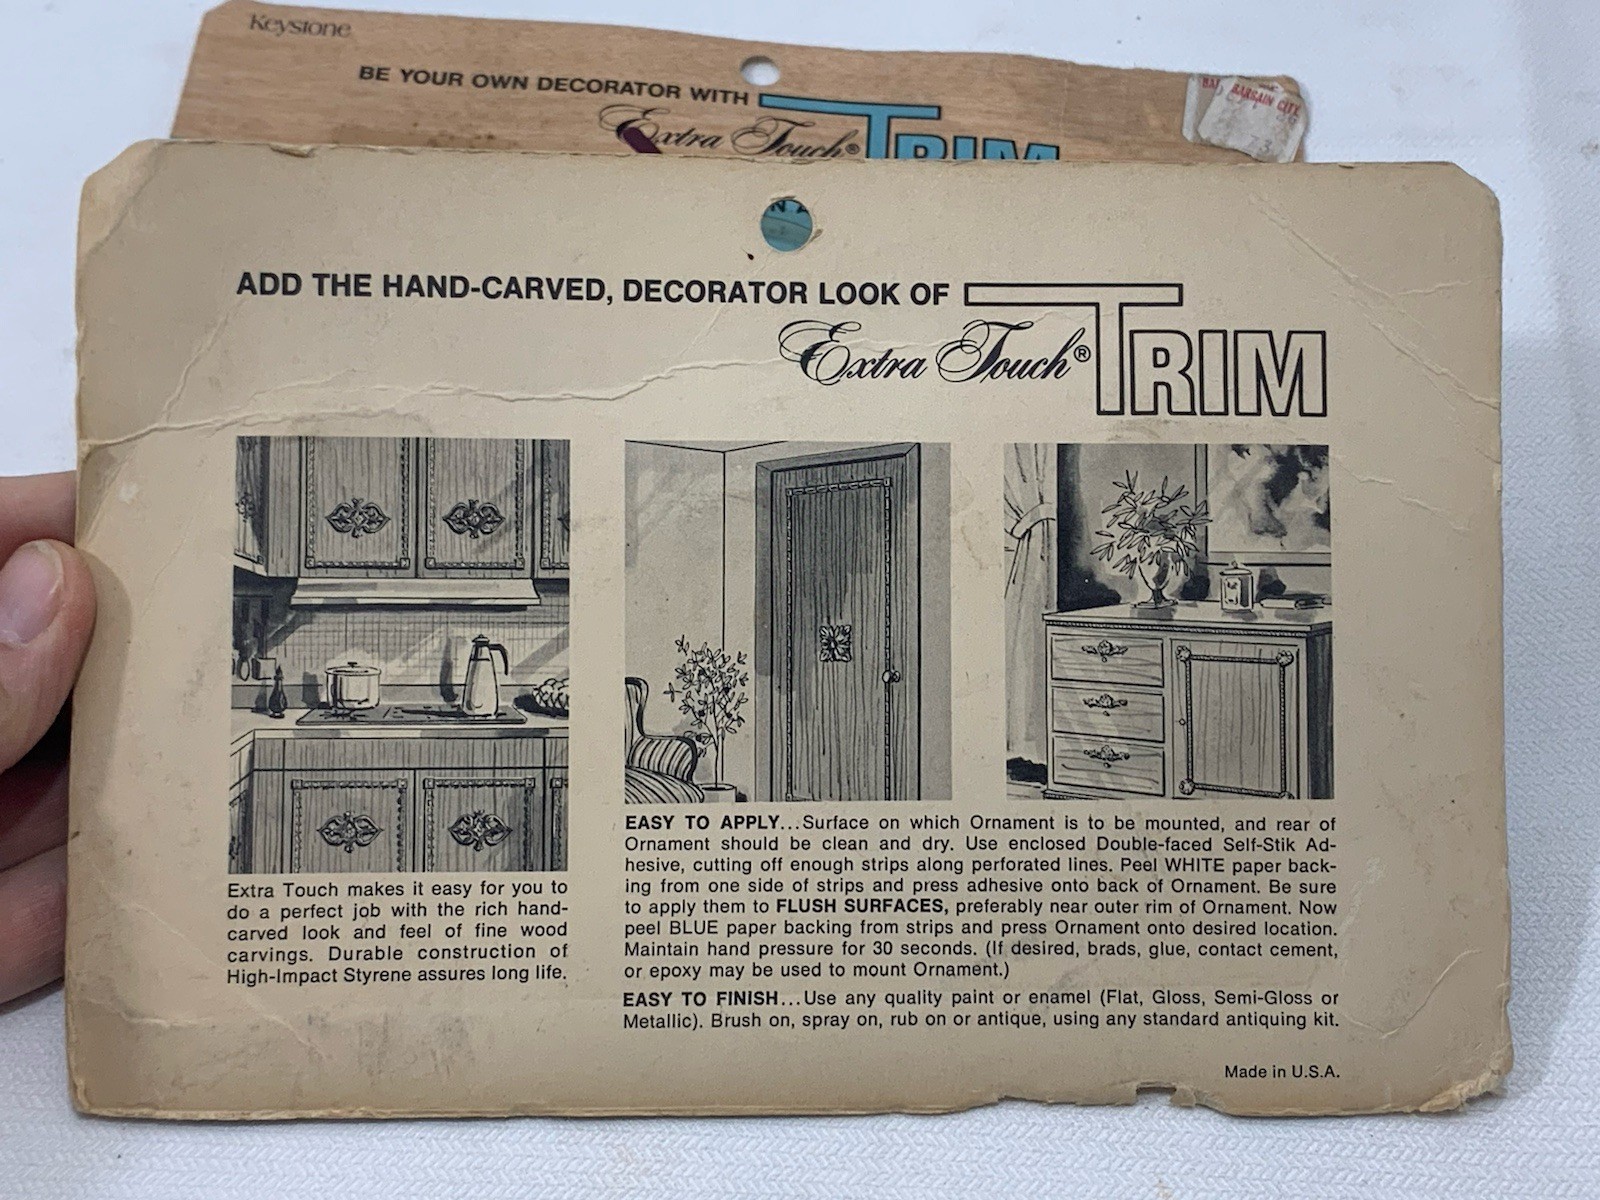 Keystone
BE YOUR OWN DECORATOR WITH
Extra Touch® TRIM
BARGAIN CITY
ADD THE HAND-CARVED, DECORATOR LOOK OF
Extra Touch® TRIM
Extra Touch makes it easy for you to
do a perfect job with the rich hand-
carved look and feel of fine wood
carvings. Durable construction of
High-Impact Styrene assures long life.
EASY TO APPLY...Surface on which Ornament is to be mounted, and rear of
Ornament should be clean and dry. Use enclosed Double-faced Self-Stik Ad-
hesive, cutting off enough strips along perforated lines. Peel WHITE paper back-
ing from one side of strips and press adhesive onto back of Ornament. Be sure
to apply them to FLUSH SURFACES, preferably near outer rim of Ornament. Now
peel BLUE paper backing from strips and press Ornament onto desired location.
Maintain hand pressure for 30 seconds. (If desired, brads, glue, contact cement,
or epoxy may be used to mount Ornament.)
EASY TO FINISH...Use any quality paint or enamel (Flat, Gloss, Semi-Gloss or
Metallic). Brush on, spray on, rub on or antique, using any standard antiquing kit.
Made in U.S.A.